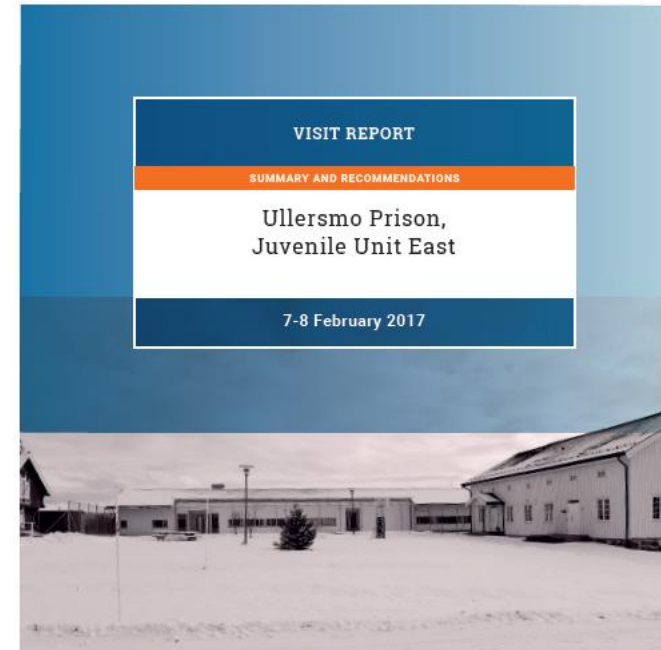 VISIT REPORT
SUMMARY AND RECOMMENDATIONS
Ullersmo Prison,
Juvenile Unit East
7-8 February 2017